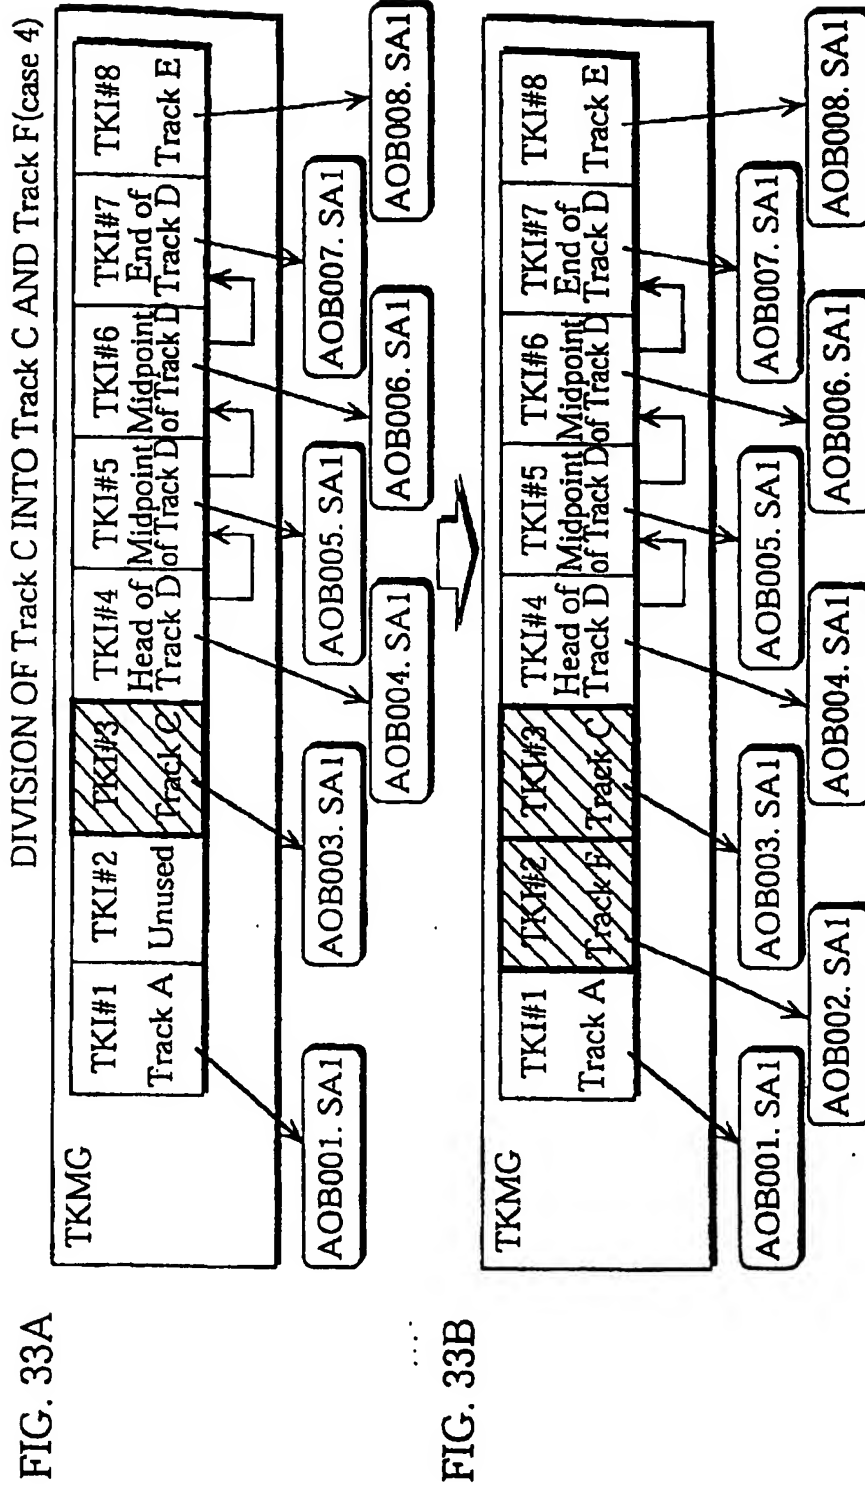 DIVISION OF Track C INTO Track C AND Track F(case 4)
FIG. 33A
TKMG
TKI#1
Track A
TKI#2
Unused
TKI#3
Track C
TKI#4
Head of
Track D
TKI#5
Midpoint
of Track D
TKI#6
Midpoint
of Track D
TKI#7
End of
Track D
TKI#8
Track E
AOB001. SA1
AOB003. SA1
AOB004. SA1
AOB005. SA1
AOB006. SA1
AOB007. SA1
AOB008. SA1
FIG. 33B
TKMG
TKI#1
Track A
TKI#2
Track F
TKI#3
Track C
TKI#4
Head of
Track D
TKI#5
Midpoint
of Track D
TKI#6
Midpoint
of Track D
TKI#7
End of
Track D
TKI#8
Track E
AOB001. SA1
AOB002. SA1
AOB003. SA1
AOB004. SA1
AOB005. SA1
AOB006. SA1
AOB007. SA1
AOB008. SA1